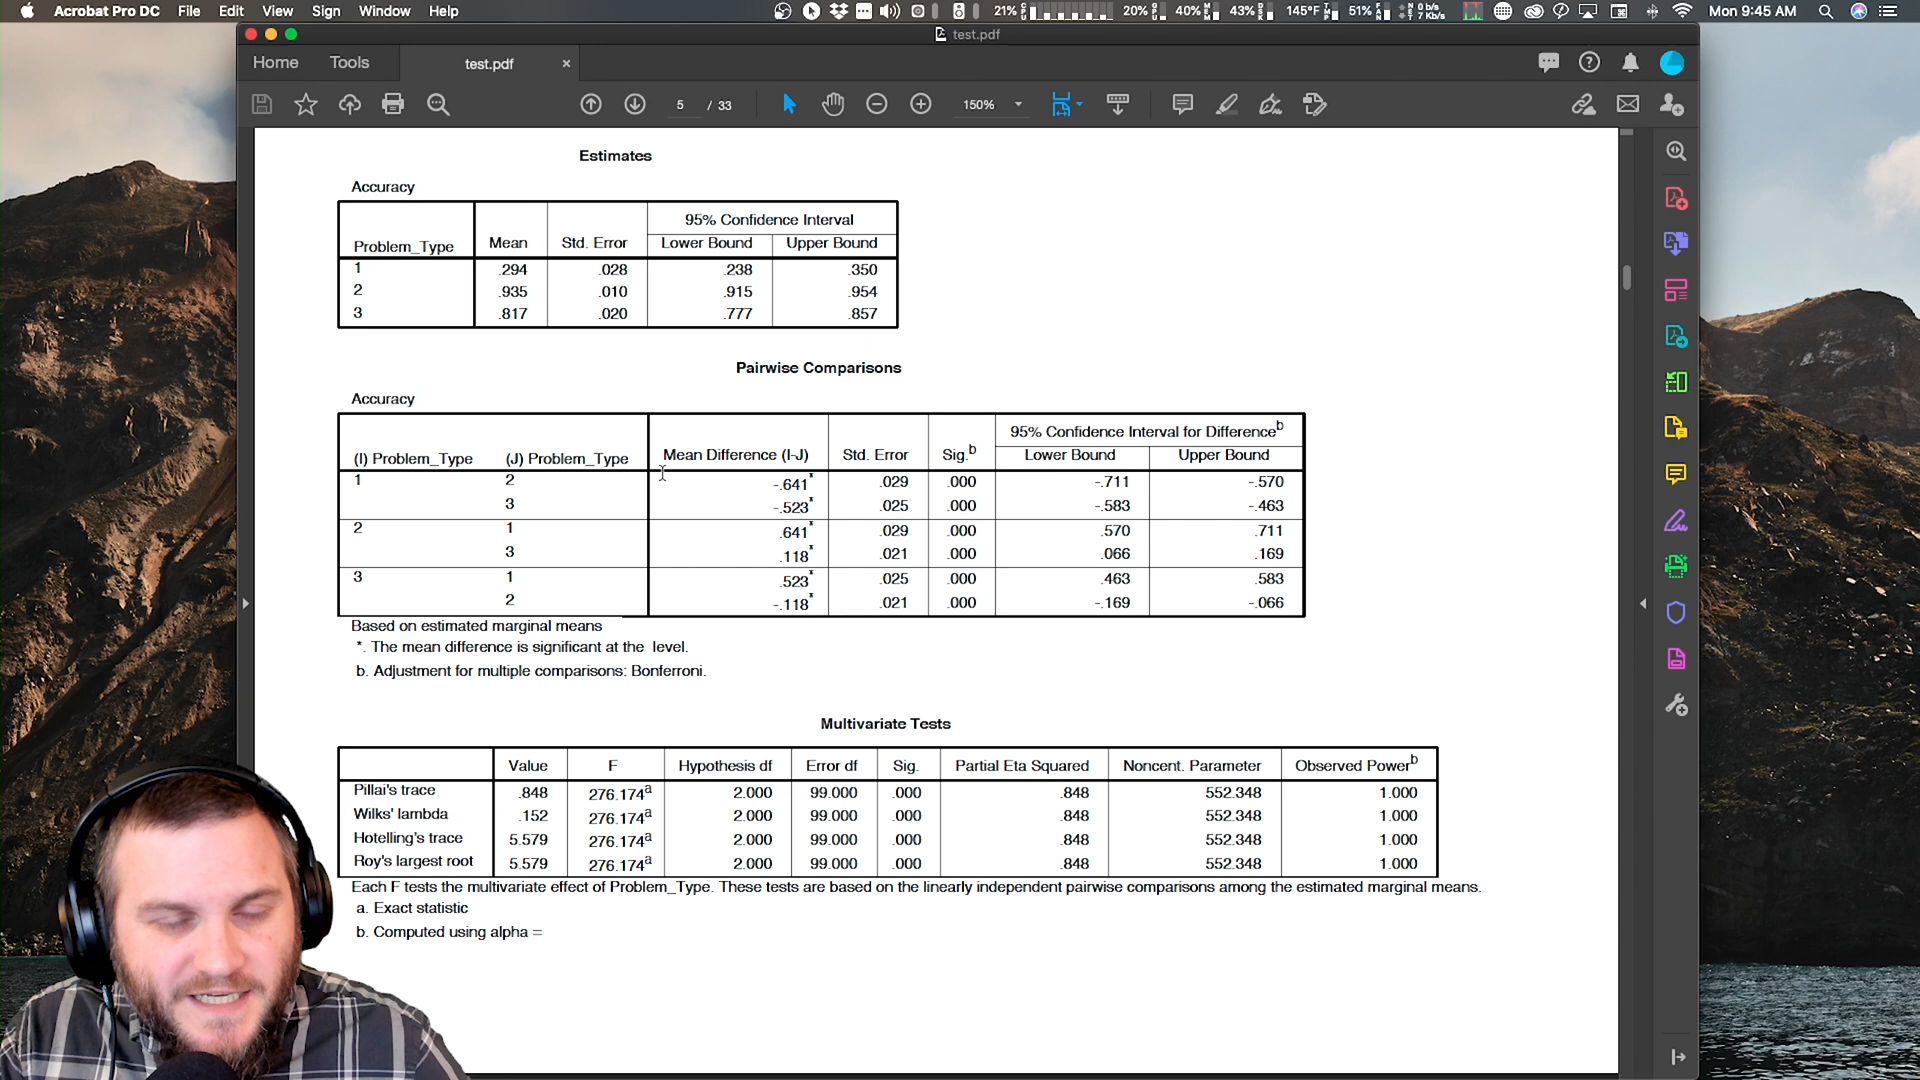 Acrobat Pro DC File Edit View Sign Window Help 21% 20% 40% 43% 145°F 51% 0 b/s 7 Kb/s Mon 9:45 AM
test.pdf
Home Tools test.pdf ×
5 / 33 150%
Estimates
Accuracy
95% Confidence Interval
Problem_Type Mean Std. Error Lower Bound Upper Bound
1 .294 .028 .238 .350
2 .935 .010 .915 .954
3 .817 .020 .777 .857
Pairwise Comparisons
Accuracy
95% Confidence Interval for Difference b
(I) Problem_Type (J) Problem_Type Mean Difference (I-J) Std. Error Sig.b Lower Bound Upper Bound
1 2 -.641* .029 .000 -.711 -.570
3 -.523* .025 .000 -.583 -.463
2 1 .641* .029 .000 .570 .711
3 .118* .021 .000 .066 .169
3 1 .523* .025 .000 .463 .583
2 -.118* .021 .000 -.169 -.066
Based on estimated marginal means
*. The mean difference is significant at the level.
b. Adjustment for multiple comparisons: Bonferroni.
Multivariate Tests
Value F Hypothesis df Error df Sig. Partial Eta Squared Noncent. Parameter Observed Power b
Pillai's trace .848 276.174a 2.000 99.000 .000 .848 552.348 1.000
Wilks' lambda .152 276.174a 2.000 99.000 .000 .848 552.348 1.000
Hotelling's trace 5.579 276.174a 2.000 99.000 .000 .848 552.348 1.000
Roy's largest root 5.579 276.174a 2.000 99.000 .000 .848 552.348 1.000
Each F tests the multivariate effect of Problem_Type. These tests are based on the linearly independent pairwise comparisons among the estimated marginal means.
a. Exact statistic
b. Computed using alpha =